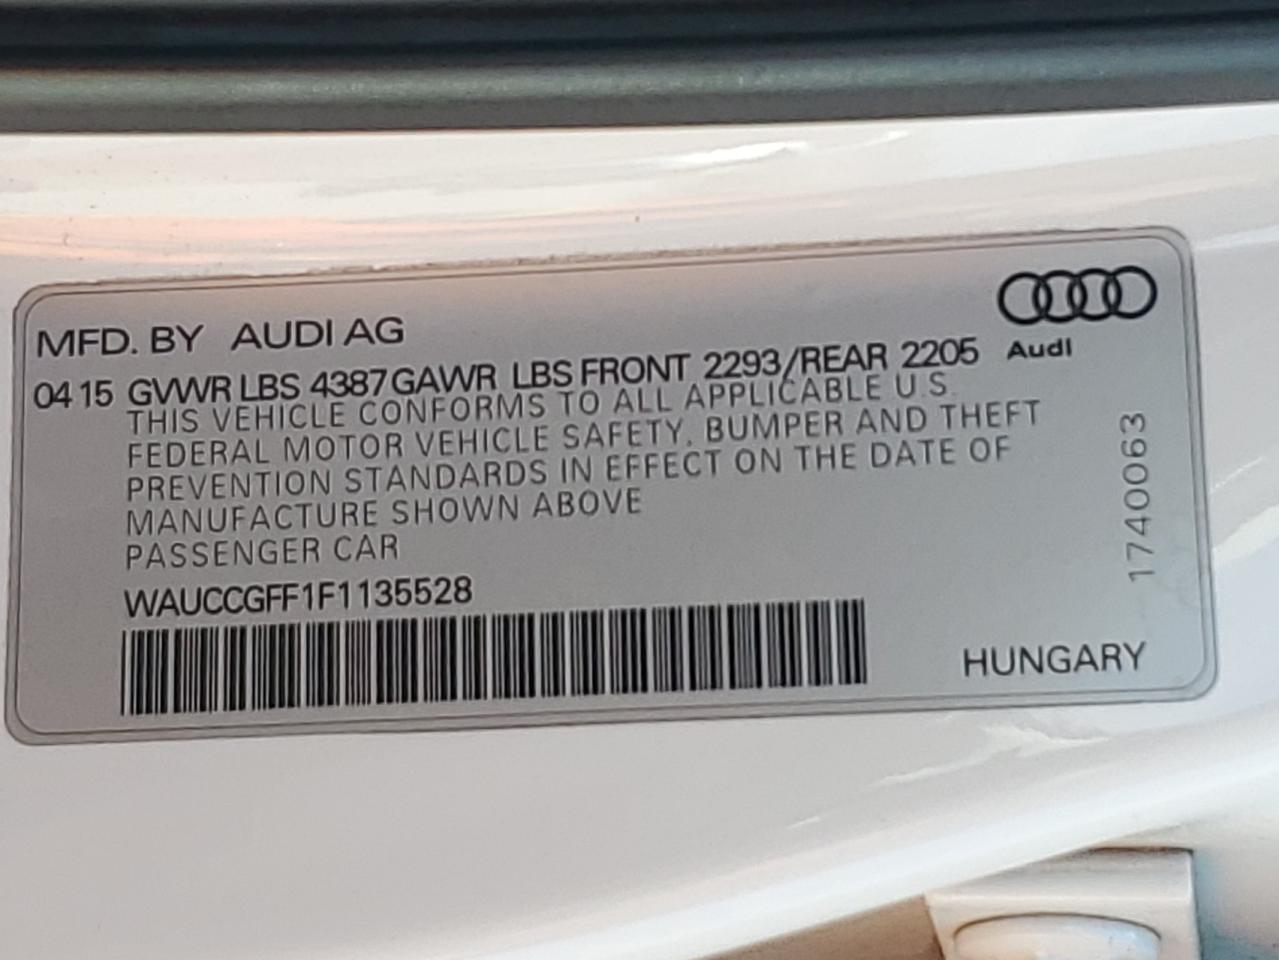 MFD. BY AUDI AG
Audi
04 15 GVWR LBS 4387 GAWR LBS FRONT 2293/REAR 2205
THIS VEHICLE CONFORMS TO ALL APPLICABLE U.S.
FEDERAL MOTOR VEHICLE SAFETY, BUMPER AND THEFT
PREVENTION STANDARDS IN EFFECT ON THE DATE OF
MANUFACTURE SHOWN ABOVE
PASSENGER CAR
WAUCCGFF1F1135528
HUNGARY
1740063